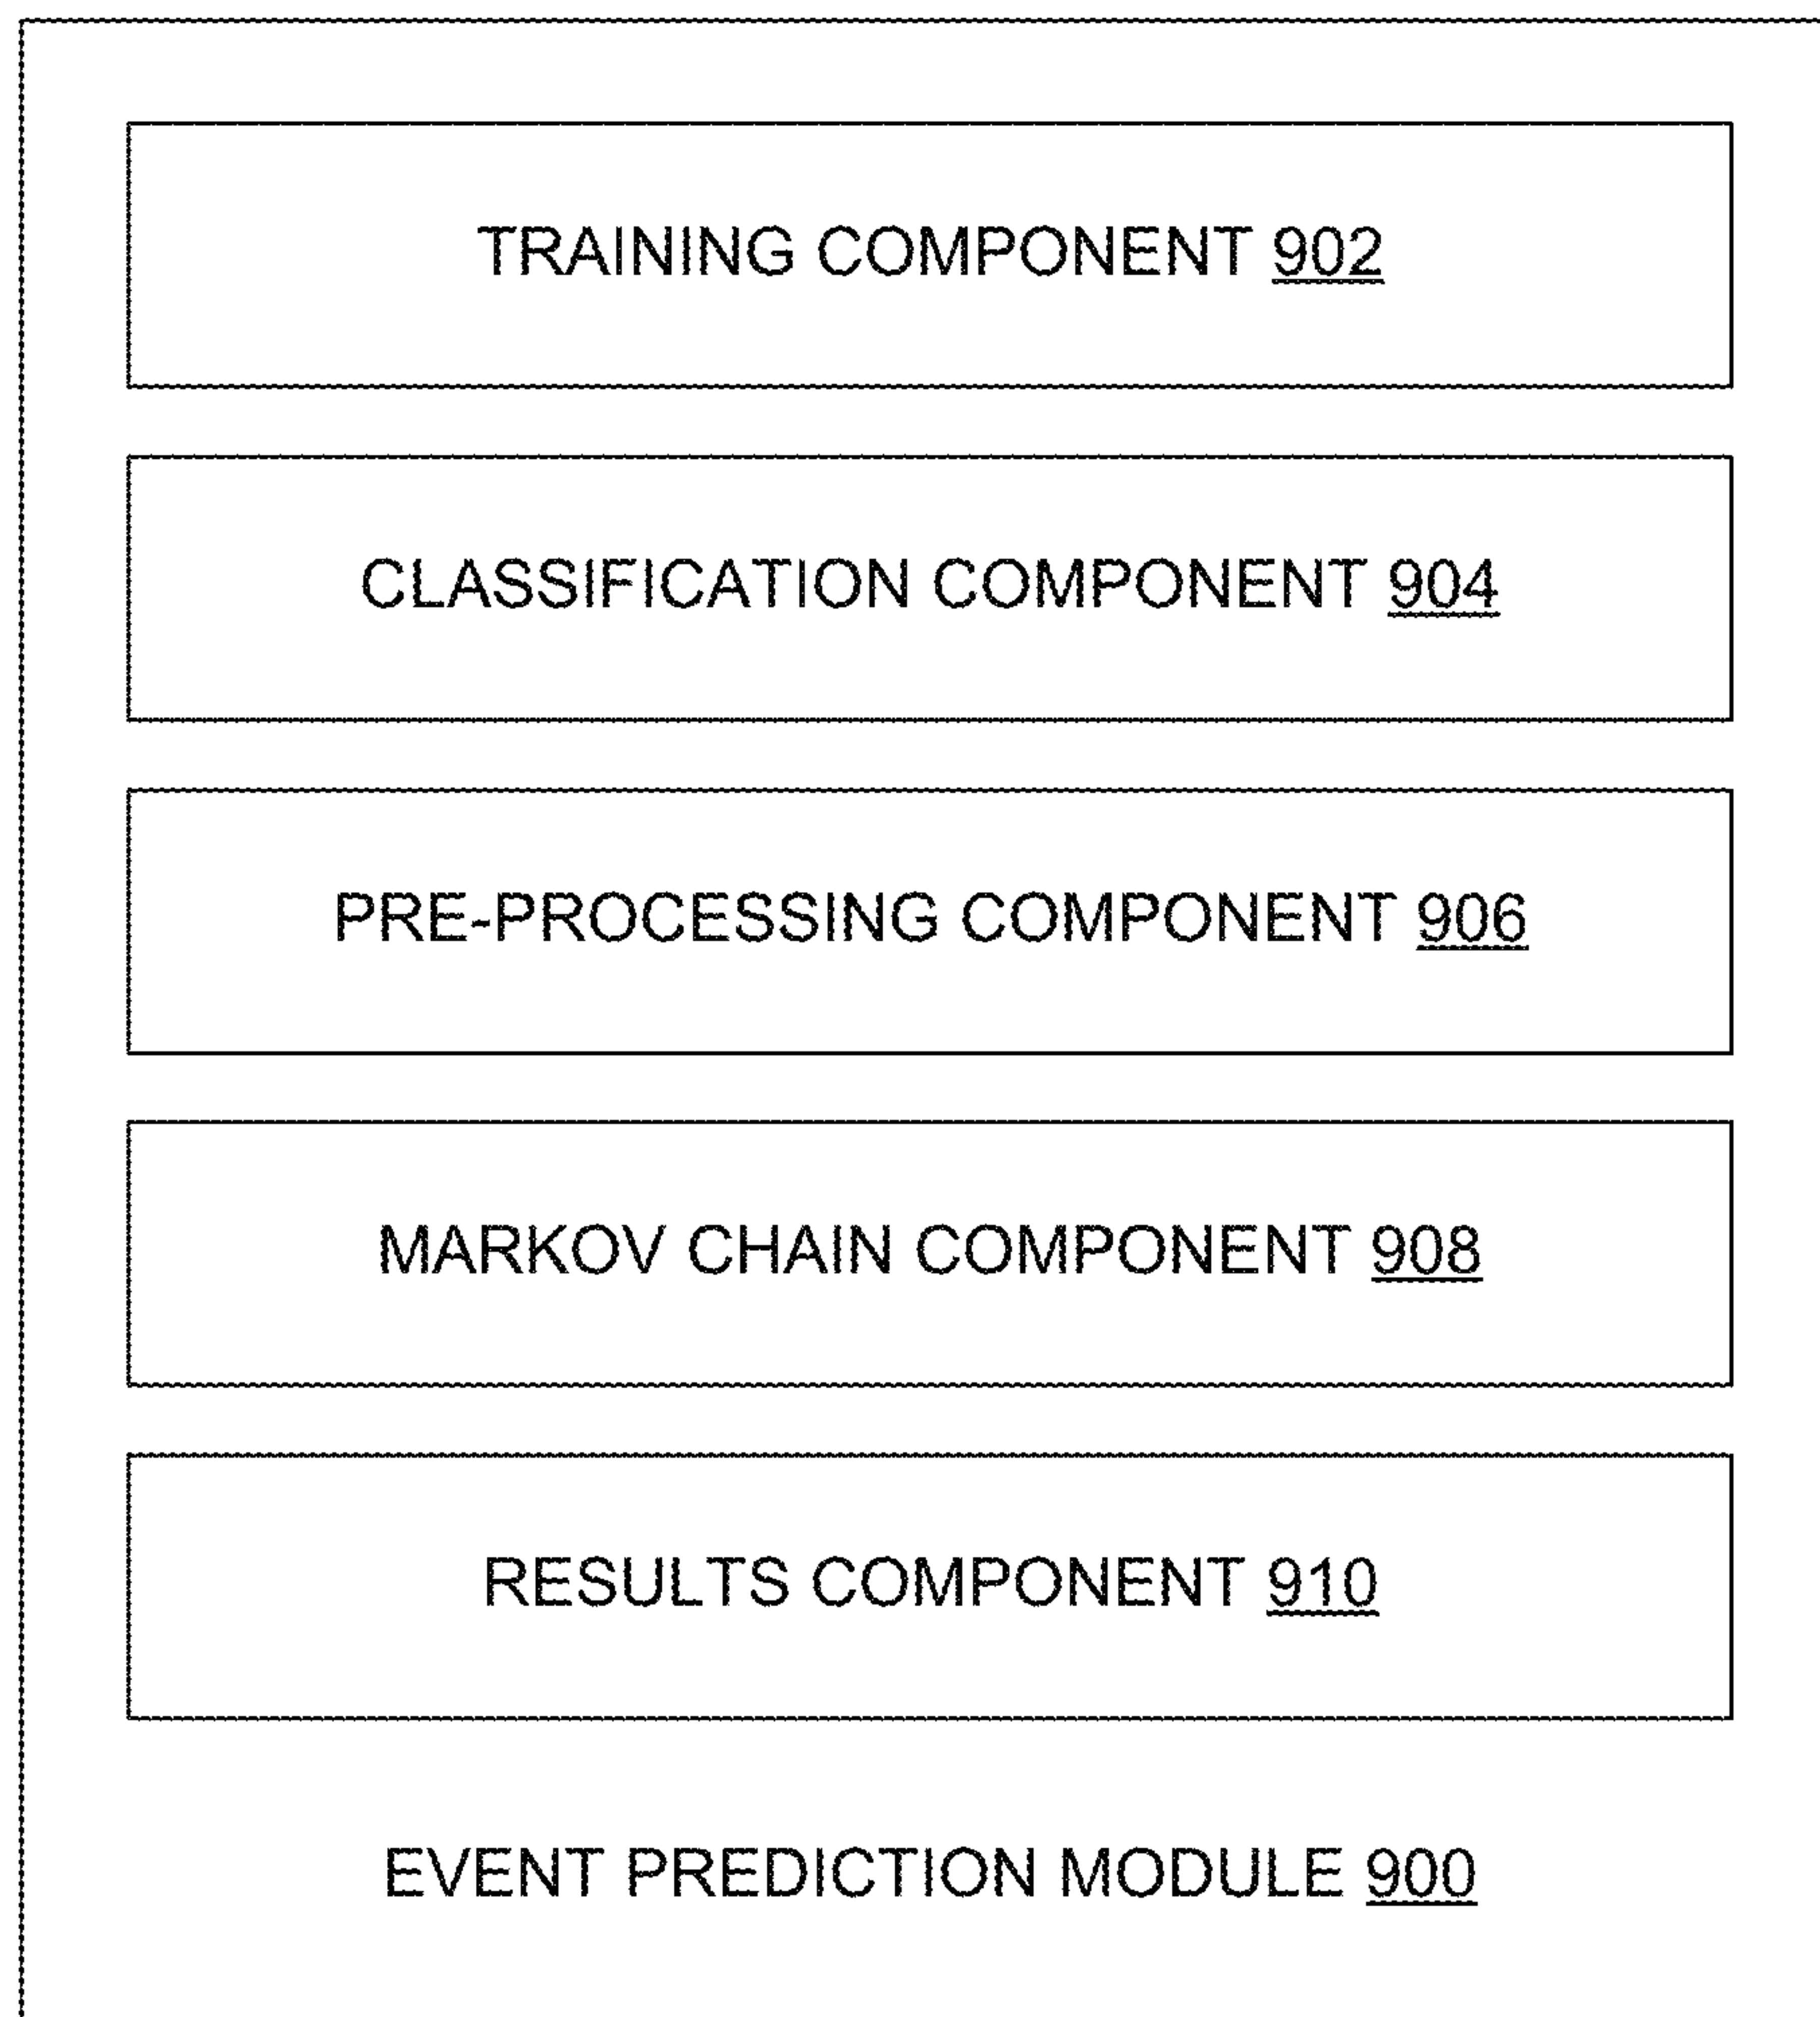 TRAINING COMPONENT 902
CLASSIFICATION COMPONENT 904
PRE-PROCESSING COMPONENT 906
MARKOV CHAIN COMPONENT 908
RESULTS COMPONENT 910
EVENT PREDICTION MODULE 900